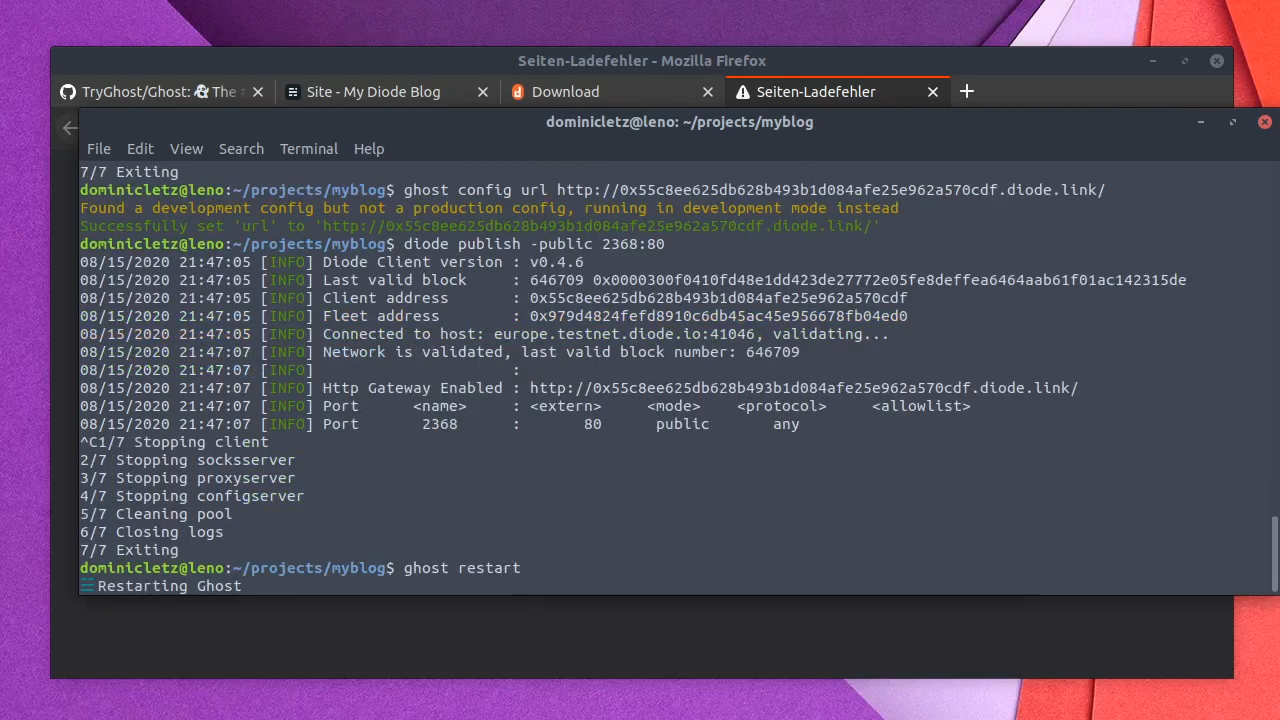 Seiten-Ladefehler - Mozilla Firefox
TryGhost/Ghost: The
Site - My Diode Blog
Download
Seiten-Ladefehler
dominicletz@leno: ~/projects/myblog
File Edit View Search Terminal Help
7/7 Exiting
dominicletz@leno:~/projects/myblog$ ghost config url http://0x55c8ee625db628b493b1d084afe25e962a570cdf.diode.link/
Found a development config but not a production config, running in development mode instead
Successfully set 'url' to 'http://0x55c8ee625db628b493b1d084afe25e962a570cdf.diode.link/'
dominicletz@leno:~/projects/myblog$ diode publish -public 2368:80
08/15/2020 21:47:05 [INFO] Diode Client version : v0.4.6
08/15/2020 21:47:05 [INFO] Last valid block : 646709 0x0000300f0410fd48e1dd423de27772e05fe8deffea6464aab61f01ac142315de
08/15/2020 21:47:05 [INFO] Client address : 0x55c8ee625db628b493b1d084afe25e962a570cdf
08/15/2020 21:47:05 [INFO] Fleet address : 0x979d4824fefd8910c6db45ac45e956678fb04ed0
08/15/2020 21:47:05 [INFO] Connected to host: europe.testnet.diode.io:41046, validating...
08/15/2020 21:47:07 [INFO] Network is validated, last valid block number: 646709
08/15/2020 21:47:07 [INFO] :
08/15/2020 21:47:07 [INFO] Http Gateway Enabled : http://0x55c8ee625db628b493b1d084afe25e962a570cdf.diode.link/
08/15/2020 21:47:07 [INFO] Port <name> : <extern> <mode> <protocol> <allowlist>
08/15/2020 21:47:07 [INFO] Port 2368 : 80 public any
^C1/7 Stopping client
2/7 Stopping socksserver
3/7 Stopping proxyserver
4/7 Stopping configserver
5/7 Cleaning pool
6/7 Closing logs
7/7 Exiting
dominicletz@leno:~/projects/myblog$ ghost restart
Restarting Ghost